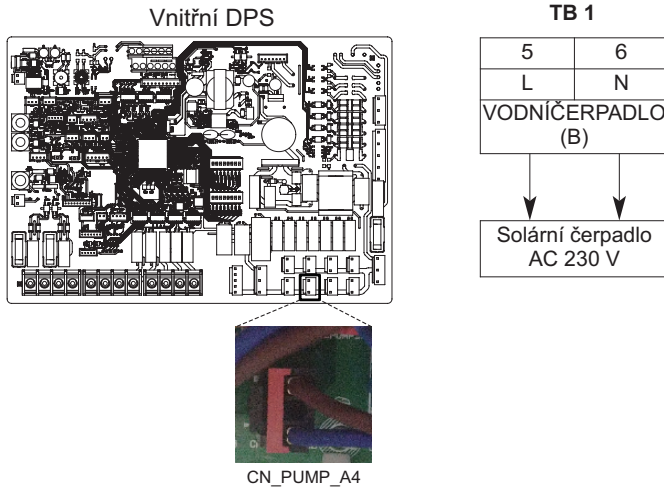 Vnitřní DPS
CN_PUMP_A4
TB 1
5 6
L N
VODNÍČERPADLO
(B)
Solární čerpadlo
AC 230 V